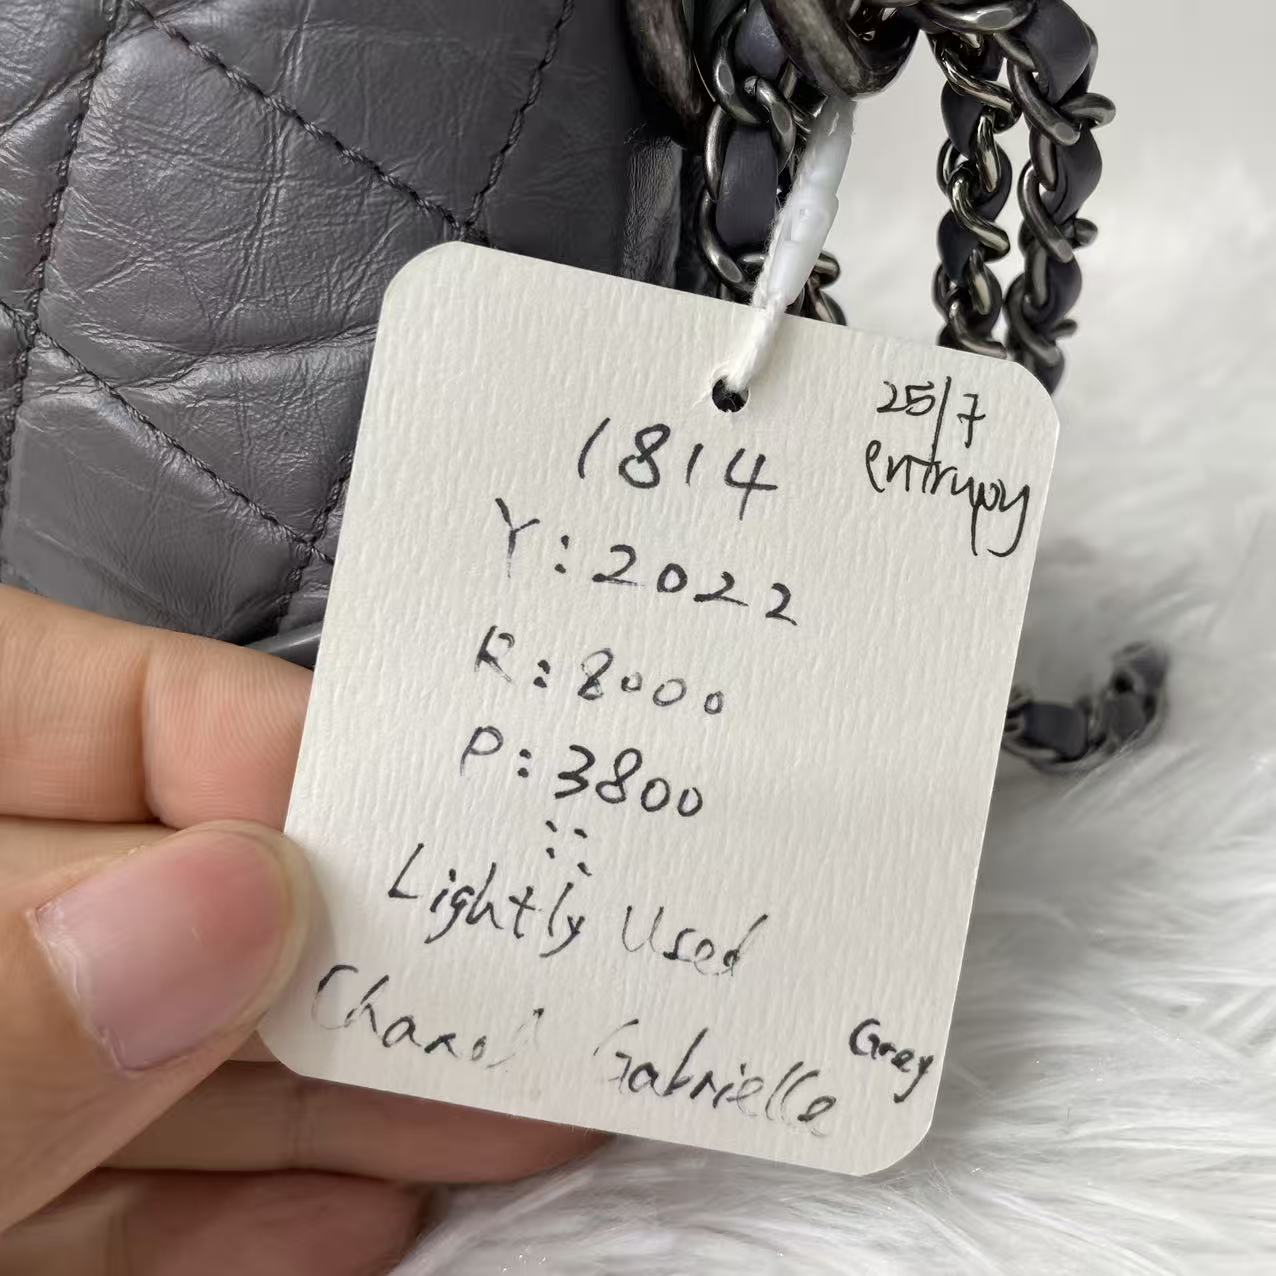 25/7
entrupy
1814
Y: 2022
R: 8000
P: 3800
Lightly Used
Chanel Gabrielle Grey